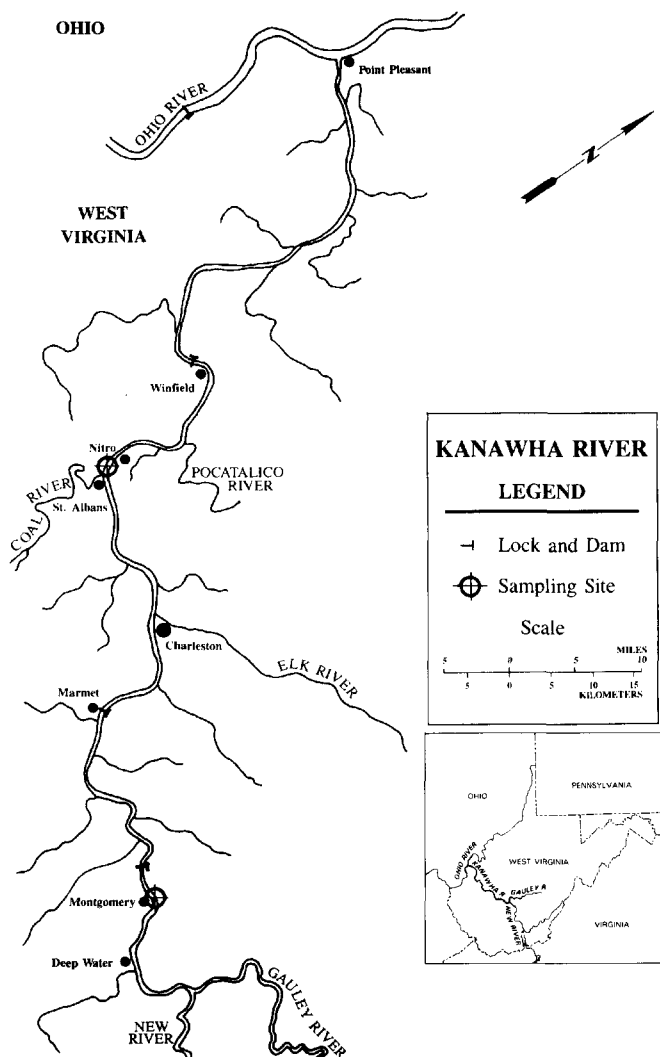 OHIO
Point Pleasant
OHIO RIVER
N
WEST
VIRGINIA
Winfield
Nitro
POCATALICO
RIVER
COAL RIVER
St. Albans
Charleston
ELK RIVER
Marmet
Montgomery
Deep Water
GAULEY RIVER
NEW
RIVER
KANAWHA RIVER
LEGEND
Lock and Dam
Sampling Site
Scale
MILES
5 0 5 10
5 0 5 10 15
KILOMETERS
OHIO
PENNSYLVANIA
OHIO RIVER
WEST VIRGINIA
KANAWHA R.
GAULEY R.
NEW RIVER
VIRGINIA